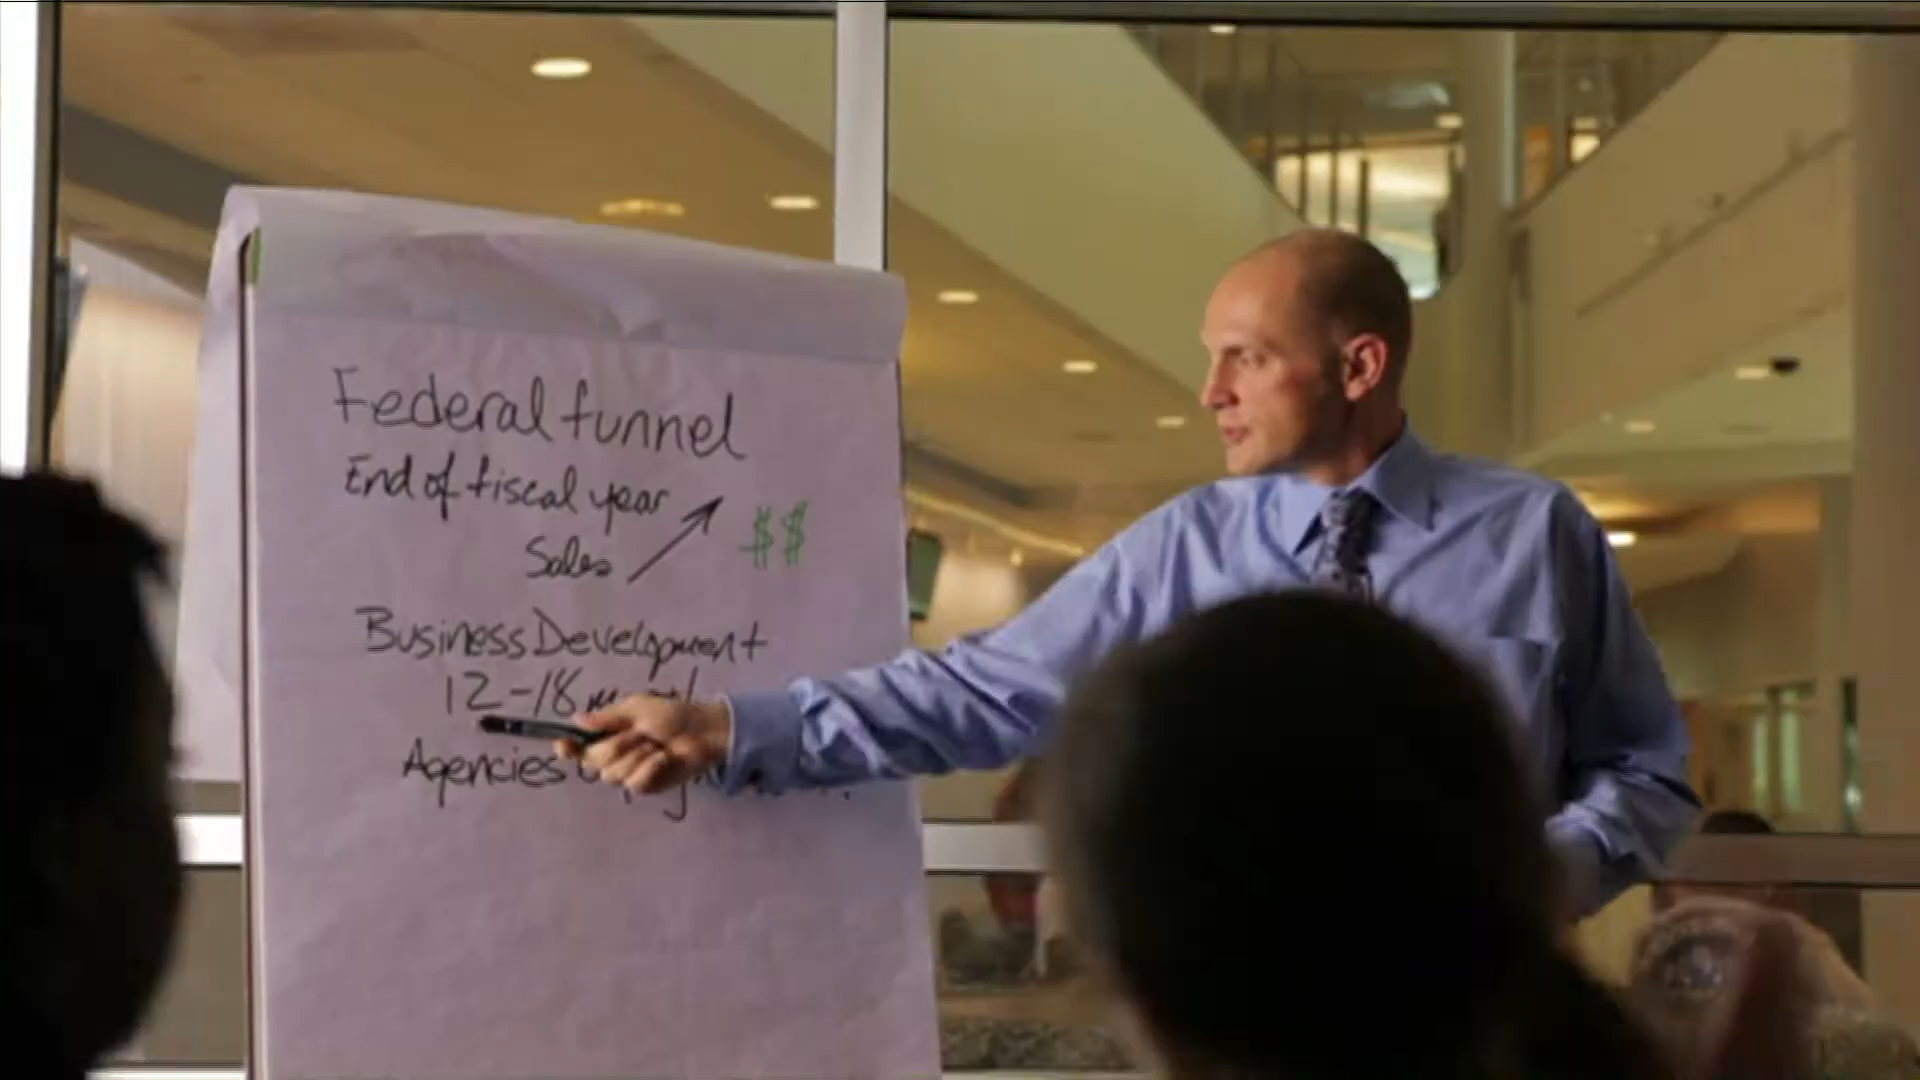 Federal funnel
End of fiscal year
Sales $$
Business Development
12-18
Agencies